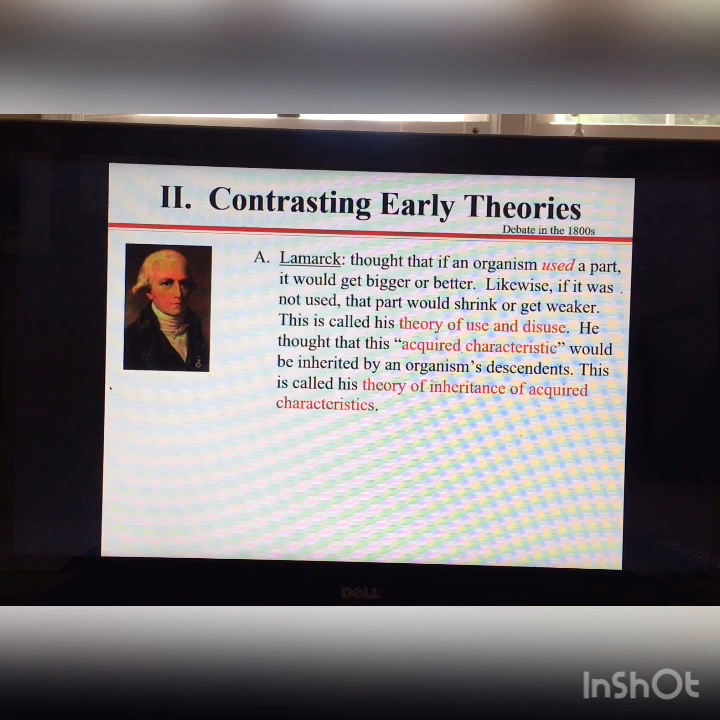 II. Contrasting Early Theories
Debate in the 1800s
A. Lamarck: thought that if an organism used a part,
it would get bigger or better. Likewise, if it was
not used, that part would shrink or get weaker.
This is called his theory of use and disuse. He
thought that this “acquired characteristic” would
be inherited by an organism’s descendents. This
is called his theory of inheritance of acquired
characteristics.
DELL
InShOt